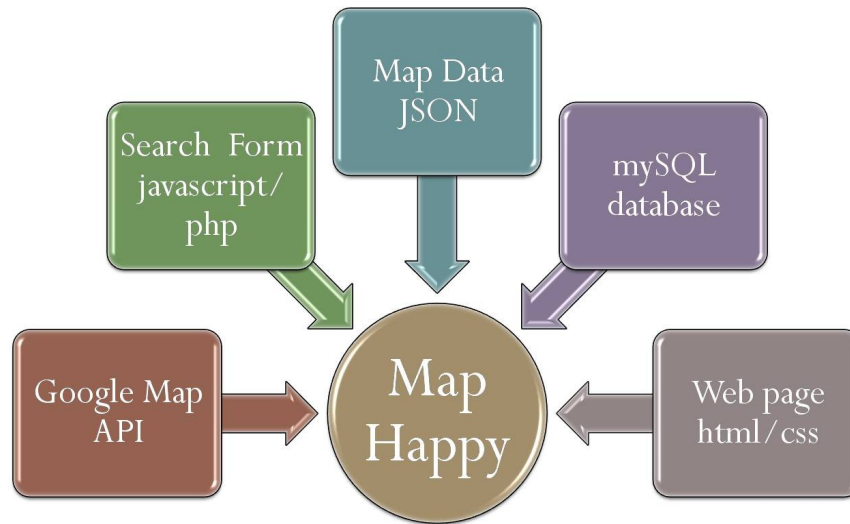 Map Data
JSON
Search Form
javascript/
php
mySQL
database
Google Map
API
Map
Happy
Web page
html/css